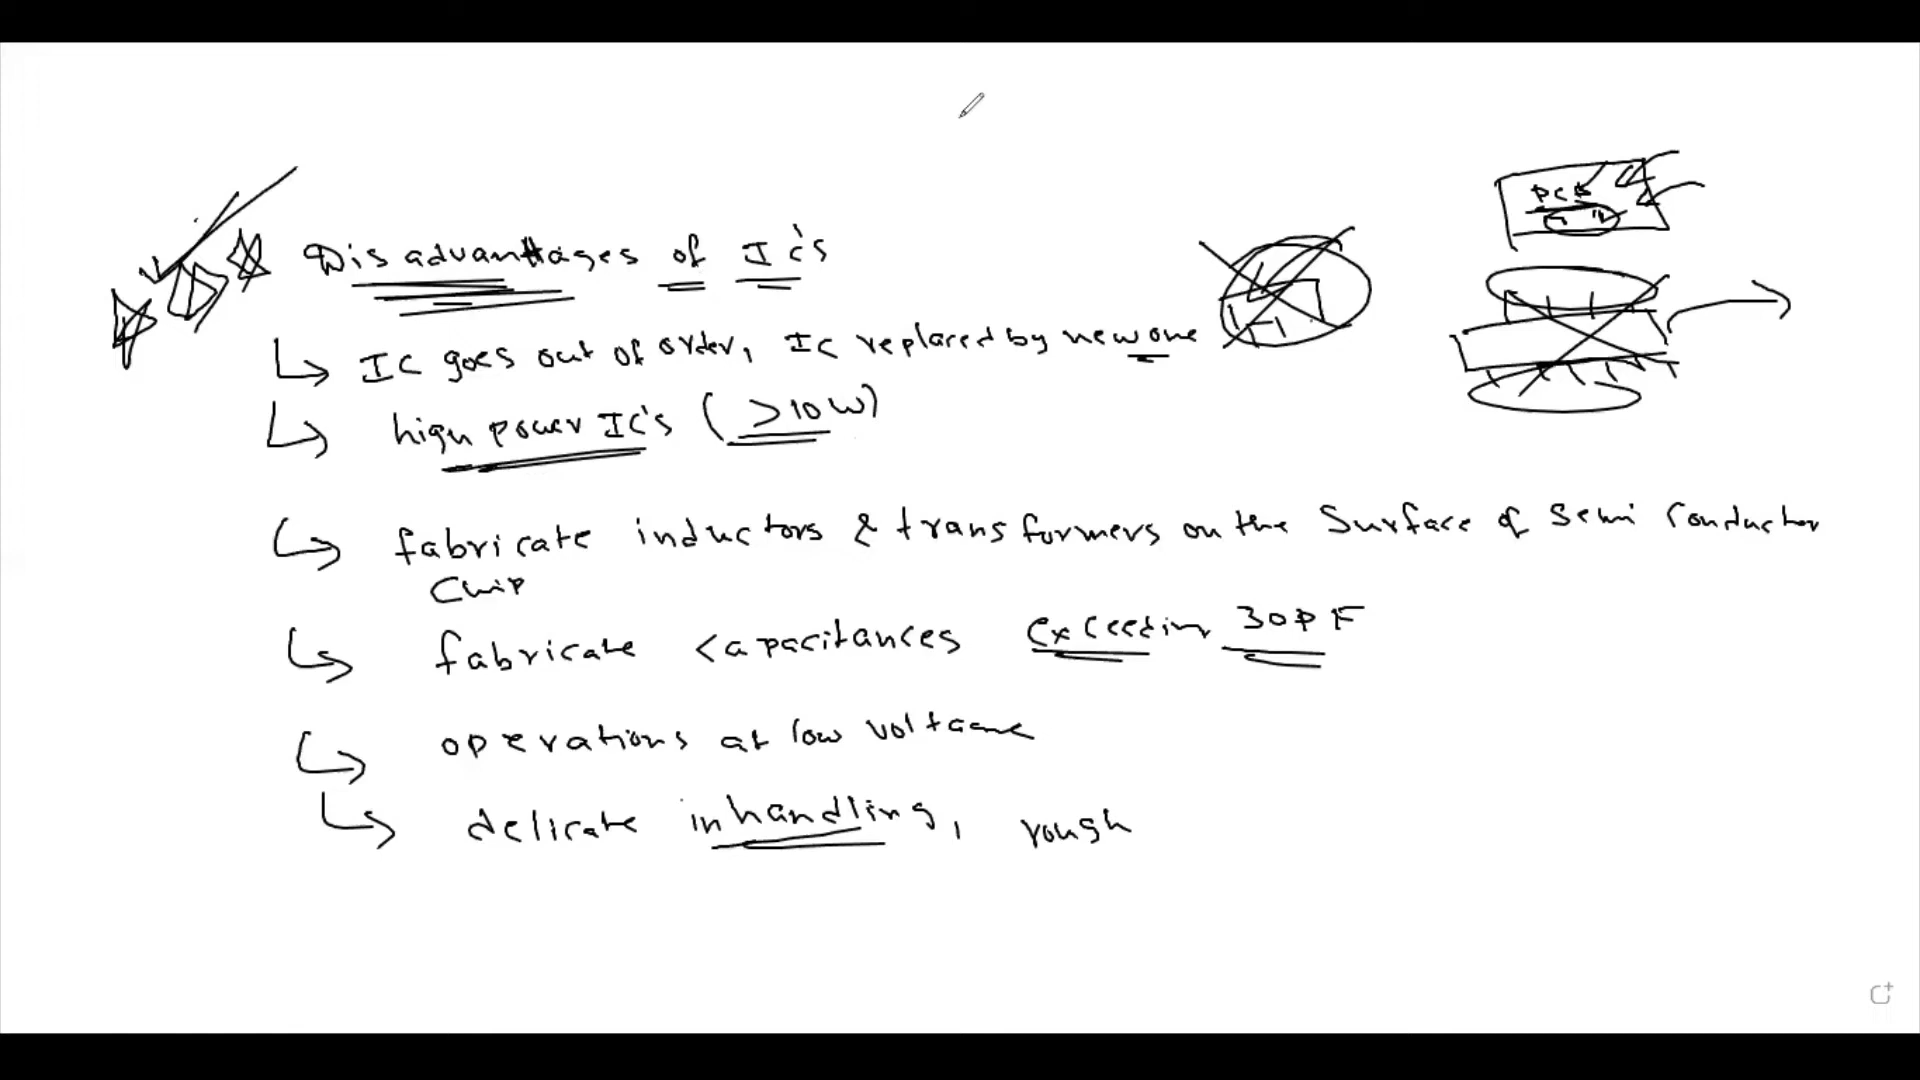 PCB
Disadvantages of IC's
IC goes out of order, IC replaced by new one
high power IC's (>10W)
fabricate inductors & transformers on the Surface of Semi Conductor
Chip
fabricate capacitances exceeding 30PF
operations at low voltage
delicate in handling, rough